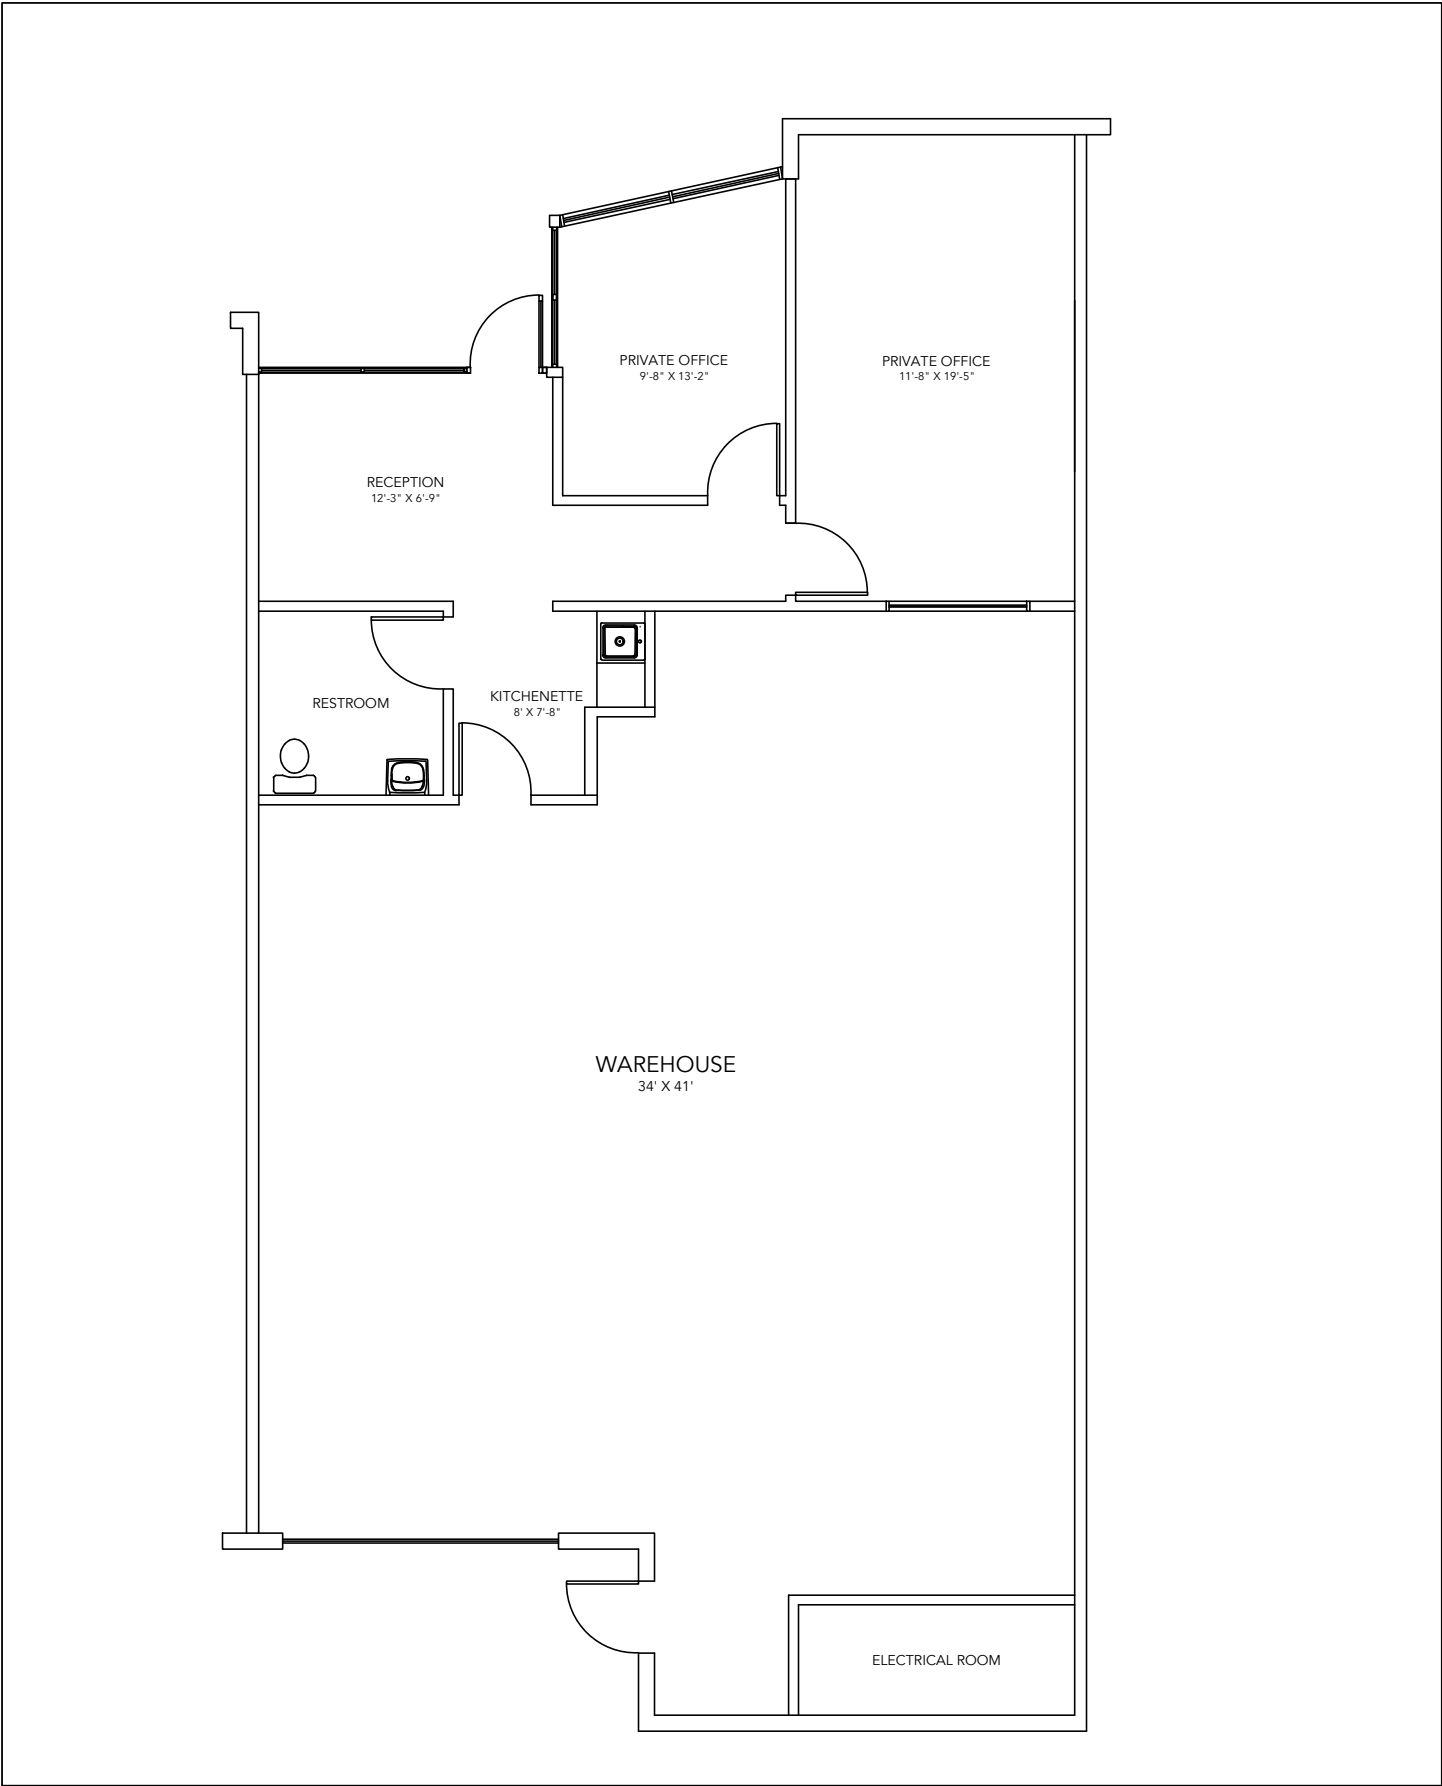 PRIVATE OFFICE
9'-8" X 13'-2"
PRIVATE OFFICE
11'-8" X 19'-5"
RECEPTION
12'-3" X 6'-9"
RESTROOM
KITCHENETTE
8' X 7'-8"
WAREHOUSE
34' X 41'
ELECTRICAL ROOM